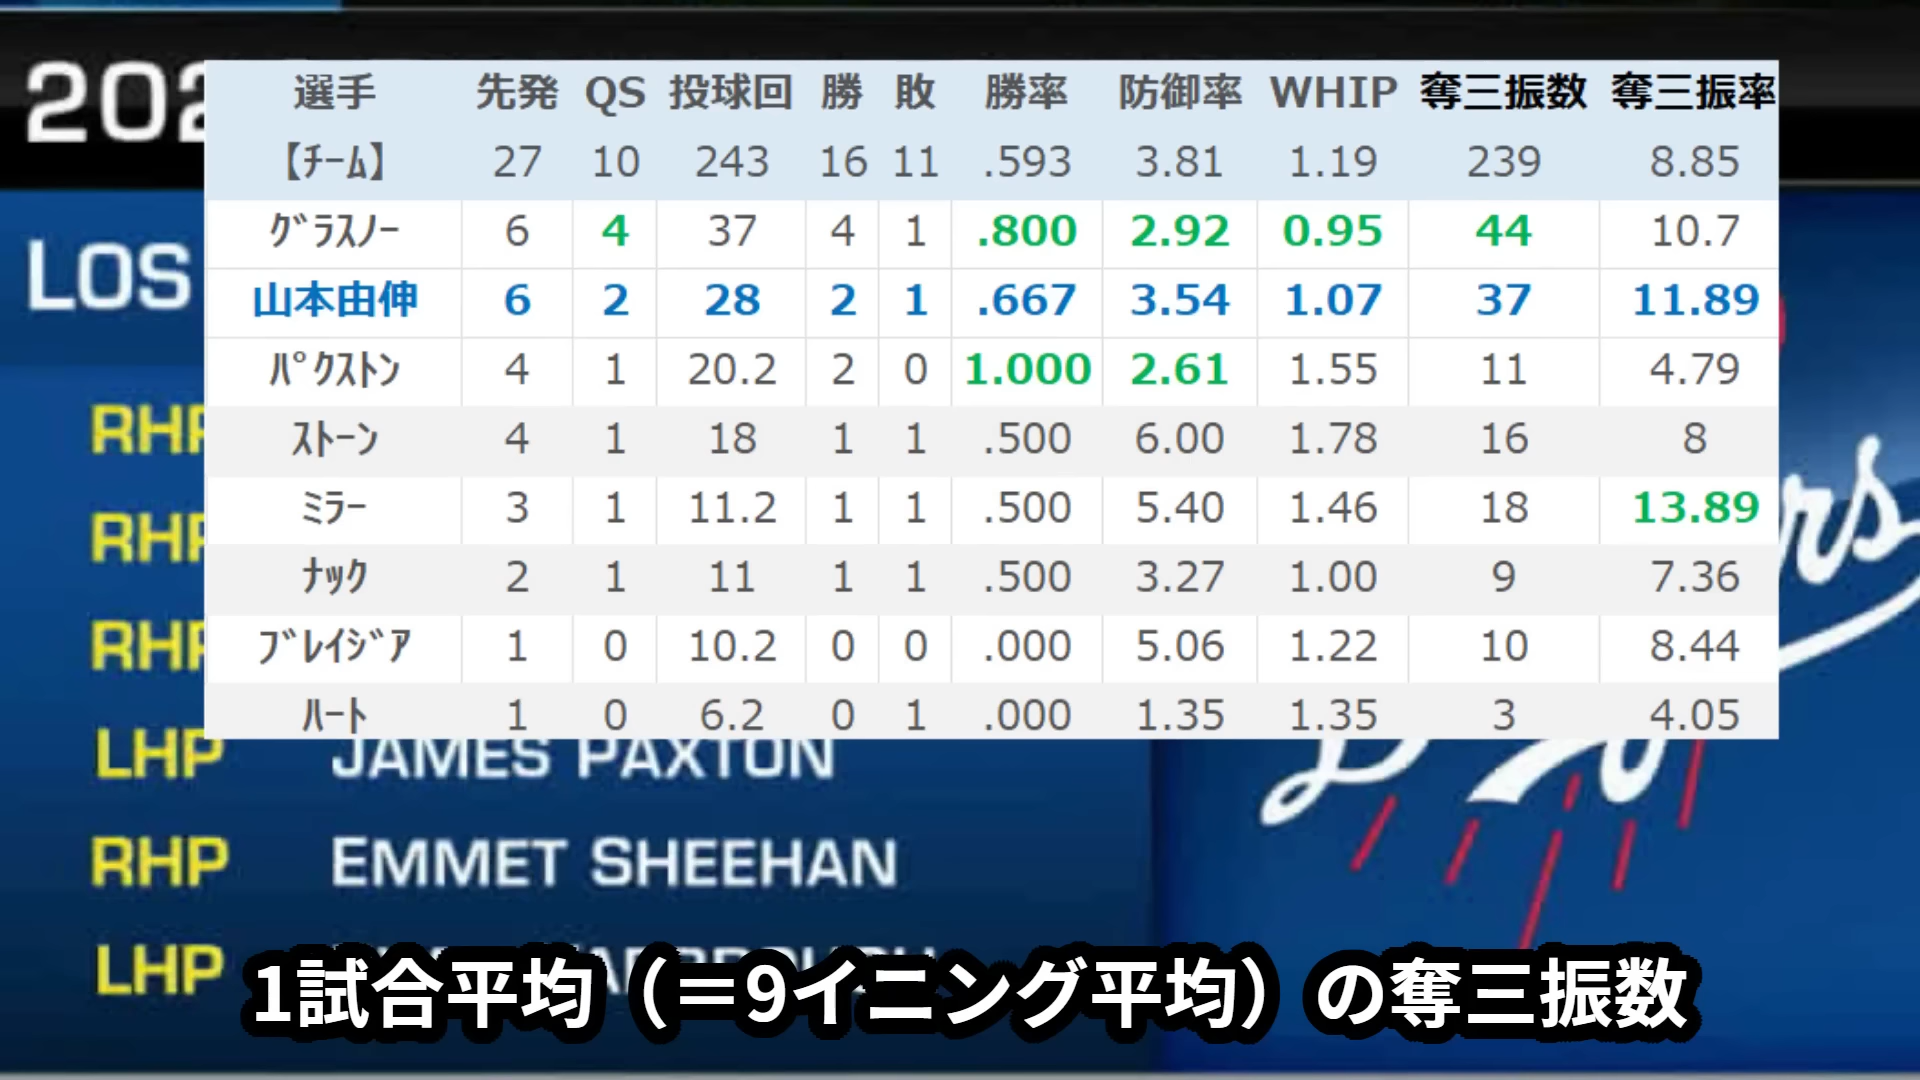 202
選手 先発 QS 投球回 勝 敗 勝率 防御率 WHIP 奪三振数 奪三振率
【ﾁｰﾑ】 27 10 243 16 11 .593 3.81 1.19 239 8.85
ｸﾞﾗｽﾉｰ 6 4 37 4 1 .800 2.92 0.95 44 10.7
LOS
山本由伸 6 2 28 2 1 .667 3.54 1.07 37 11.89
ﾊﾟｸｽﾄﾝ 4 1 20.2 2 0 1.000 2.61 1.55 11 4.79
RHP
ｽﾄｰﾝ 4 1 18 1 1 .500 6.00 1.78 16 8
ﾐﾗｰ 3 1 11.2 1 1 .500 5.40 1.46 18 13.89
RHP
ﾅｯｸ 2 1 11 1 1 .500 3.27 1.00 9 7.36
ﾌﾞﾚｲｼﾞｱ 1 0 10.2 0 0 .000 5.06 1.22 10 8.44
RHP
ﾊｰﾄ 1 0 6.2 0 1 .000 1.35 1.35 3 4.05
LHP JAMES PAXTON
RHP EMMET SHEEHAN
LHP
1試合平均（＝9イニング平均）の奪三振数